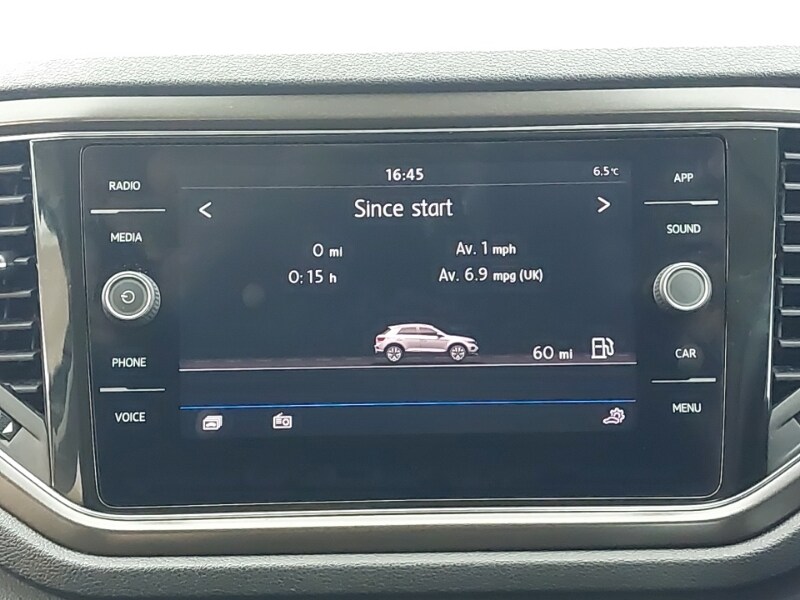 16:45 6.5°C
RADIO
APP
< Since start >
MEDIA
SOUND
0 mi Av. 1 mph
0:15 h Av. 6.9 mpg (UK)
PHONE
60 mi
CAR
VOICE
MENU